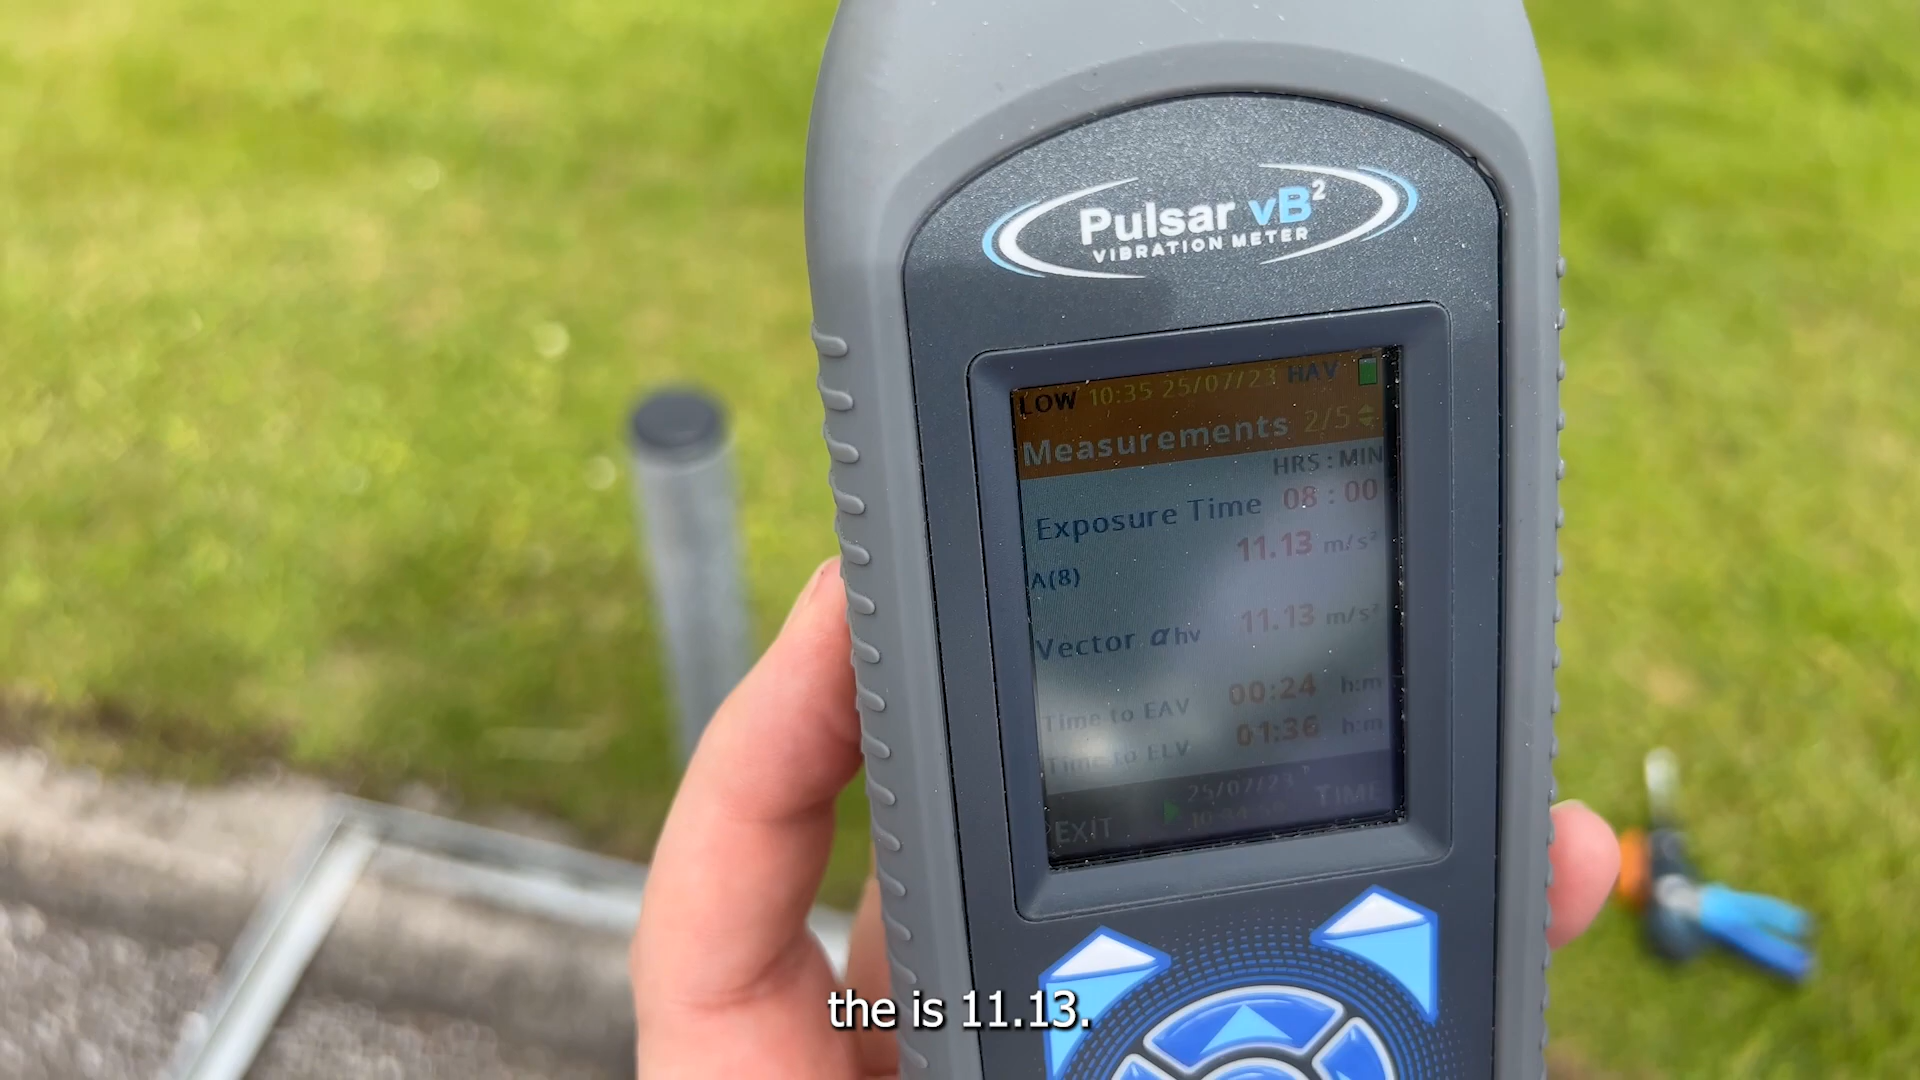 Pulsar vB²
VIBRATION METER
LOW 10:35 25/07/23 HAV
Measurements 2/5
HRS : MIN
Exposure Time 08 : 00
11.13 m/s²
A(8)
11.13 m/s²
Vector αhv
00:24 h:m
Time to EAV
01:36 h:m
Time to ELV
25/07/23
EXIT TIME
the is 11.13.